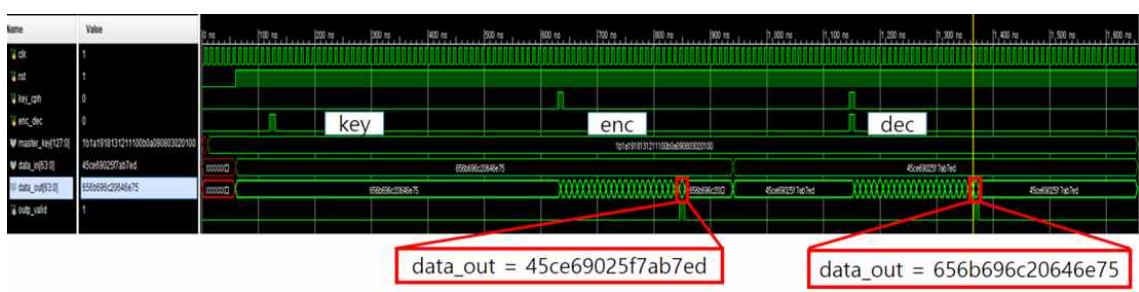 Name Value
0 ns 100 ns 200 ns 300 ns 400 ns 500 ns 600 ns 700 ns 800 ns 900 ns 1,000 ns 1,100 ns 1,200 ns 1,300 ns 1,400 ns 1,500 ns 1,600 ns
clk 1
rst 1
key_cph 0
enc_dec 0
key enc dec
master_key[127:0] 1b1a1918131211100b0a090803020100 1b1a1918131211100b0a090803020100
data_in[63:0] 45ce69025f7ab7ed 656b696c20646e75 45ce69025f7ab7ed
data_out[63:0] 656b696c20646e75 656b696c20646e75 45ce69025f7ab7ed 45ce69025f7ab7ed
outp_valid 1
data_out = 45ce69025f7ab7ed
data_out = 656b696c20646e75